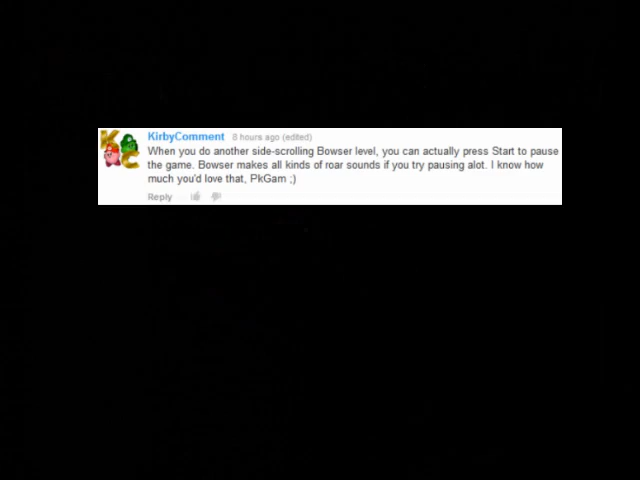 KirbyComment 8 hours ago (edited)
When you do another side-scrolling Bowser level, you can actually press Start to pause
the game. Bowser makes all kinds of roar sounds if you try pausing alot. I know how
much you'd love that, PkGam ;)
Reply